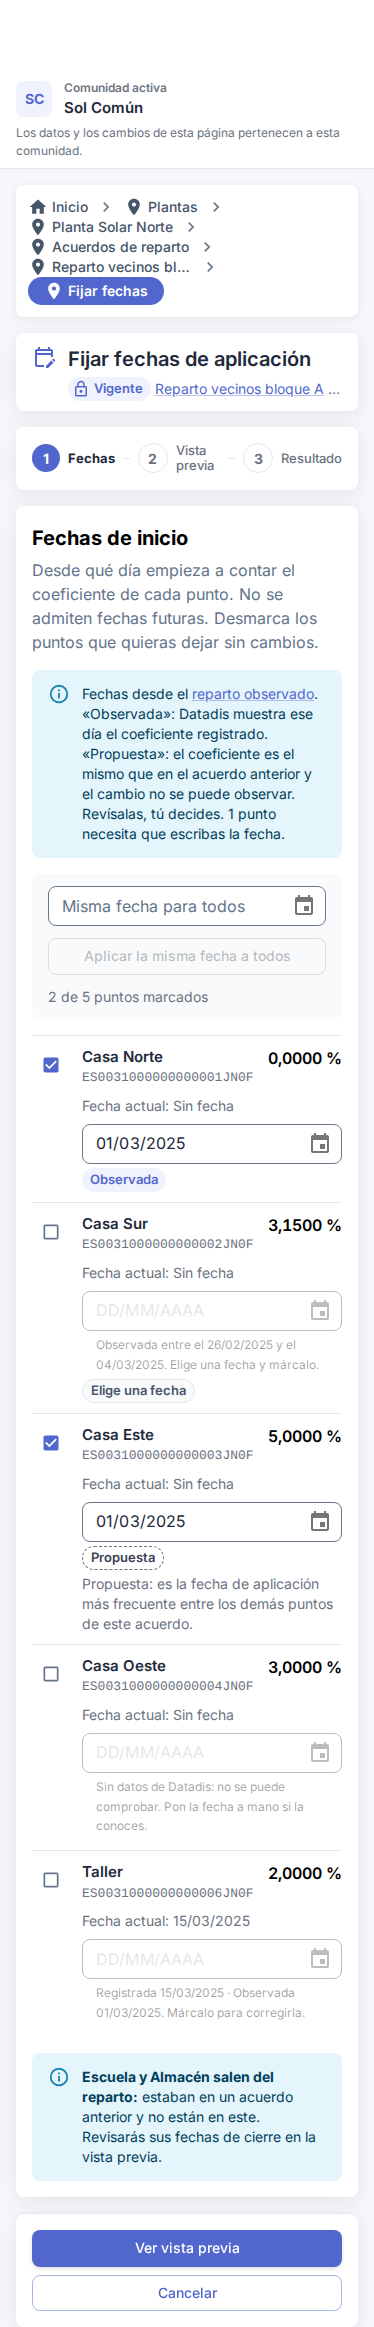 SC
Comunidad activa
Sol Común
Los datos y los cambios de esta página pertenecen a esta
comunidad.
Inicio > Plantas >
Planta Solar Norte >
Acuerdos de reparto >
Reparto vecinos bl... >
Fijar fechas
Fijar fechas de aplicación
Vigente Reparto vecinos bloque A ...
1 Fechas 2 Vista previa 3 Resultado
Fechas de inicio
Desde qué día empieza a contar el
coeficiente de cada punto. No se
admiten fechas futuras. Desmarca los
puntos que quieras dejar sin cambios.
Fechas desde el reparto observado.
«Observada»: Datadis muestra ese
día el coeficiente registrado.
«Propuesta»: el coeficiente es el
mismo que en el acuerdo anterior y
el cambio no se puede observar.
Revísalas, tú decides. 1 punto
necesita que escribas la fecha.
Misma fecha para todos
Aplicar la misma fecha a todos
2 de 5 puntos marcados
Casa Norte 0,0000 %
ES0031000000000001JN0F
Fecha actual: Sin fecha
01/03/2025
Observada
Casa Sur 3,1500 %
ES0031000000000002JN0F
Fecha actual: Sin fecha
DD/MM/AAAA
Observada entre el 26/02/2025 y el
04/03/2025. Elige una fecha y márcalo.
Elige una fecha
Casa Este 5,0000 %
ES0031000000000003JN0F
Fecha actual: Sin fecha
01/03/2025
Propuesta
Propuesta: es la fecha de aplicación
más frecuente entre los demás puntos
de este acuerdo.
Casa Oeste 3,0000 %
ES0031000000000004JN0F
Fecha actual: Sin fecha
DD/MM/AAAA
Sin datos de Datadis: no se puede
comprobar. Pon la fecha a mano si la
conoces.
Taller 2,0000 %
ES0031000000000006JN0F
Fecha actual: 15/03/2025
DD/MM/AAAA
Registrada 15/03/2025 · Observada
01/03/2025. Márcalo para corregirla.
Escuela y Almacén salen del
reparto: estaban en un acuerdo
anterior y no están en este.
Revisarás sus fechas de cierre en la
vista previa.
Ver vista previa
Cancelar